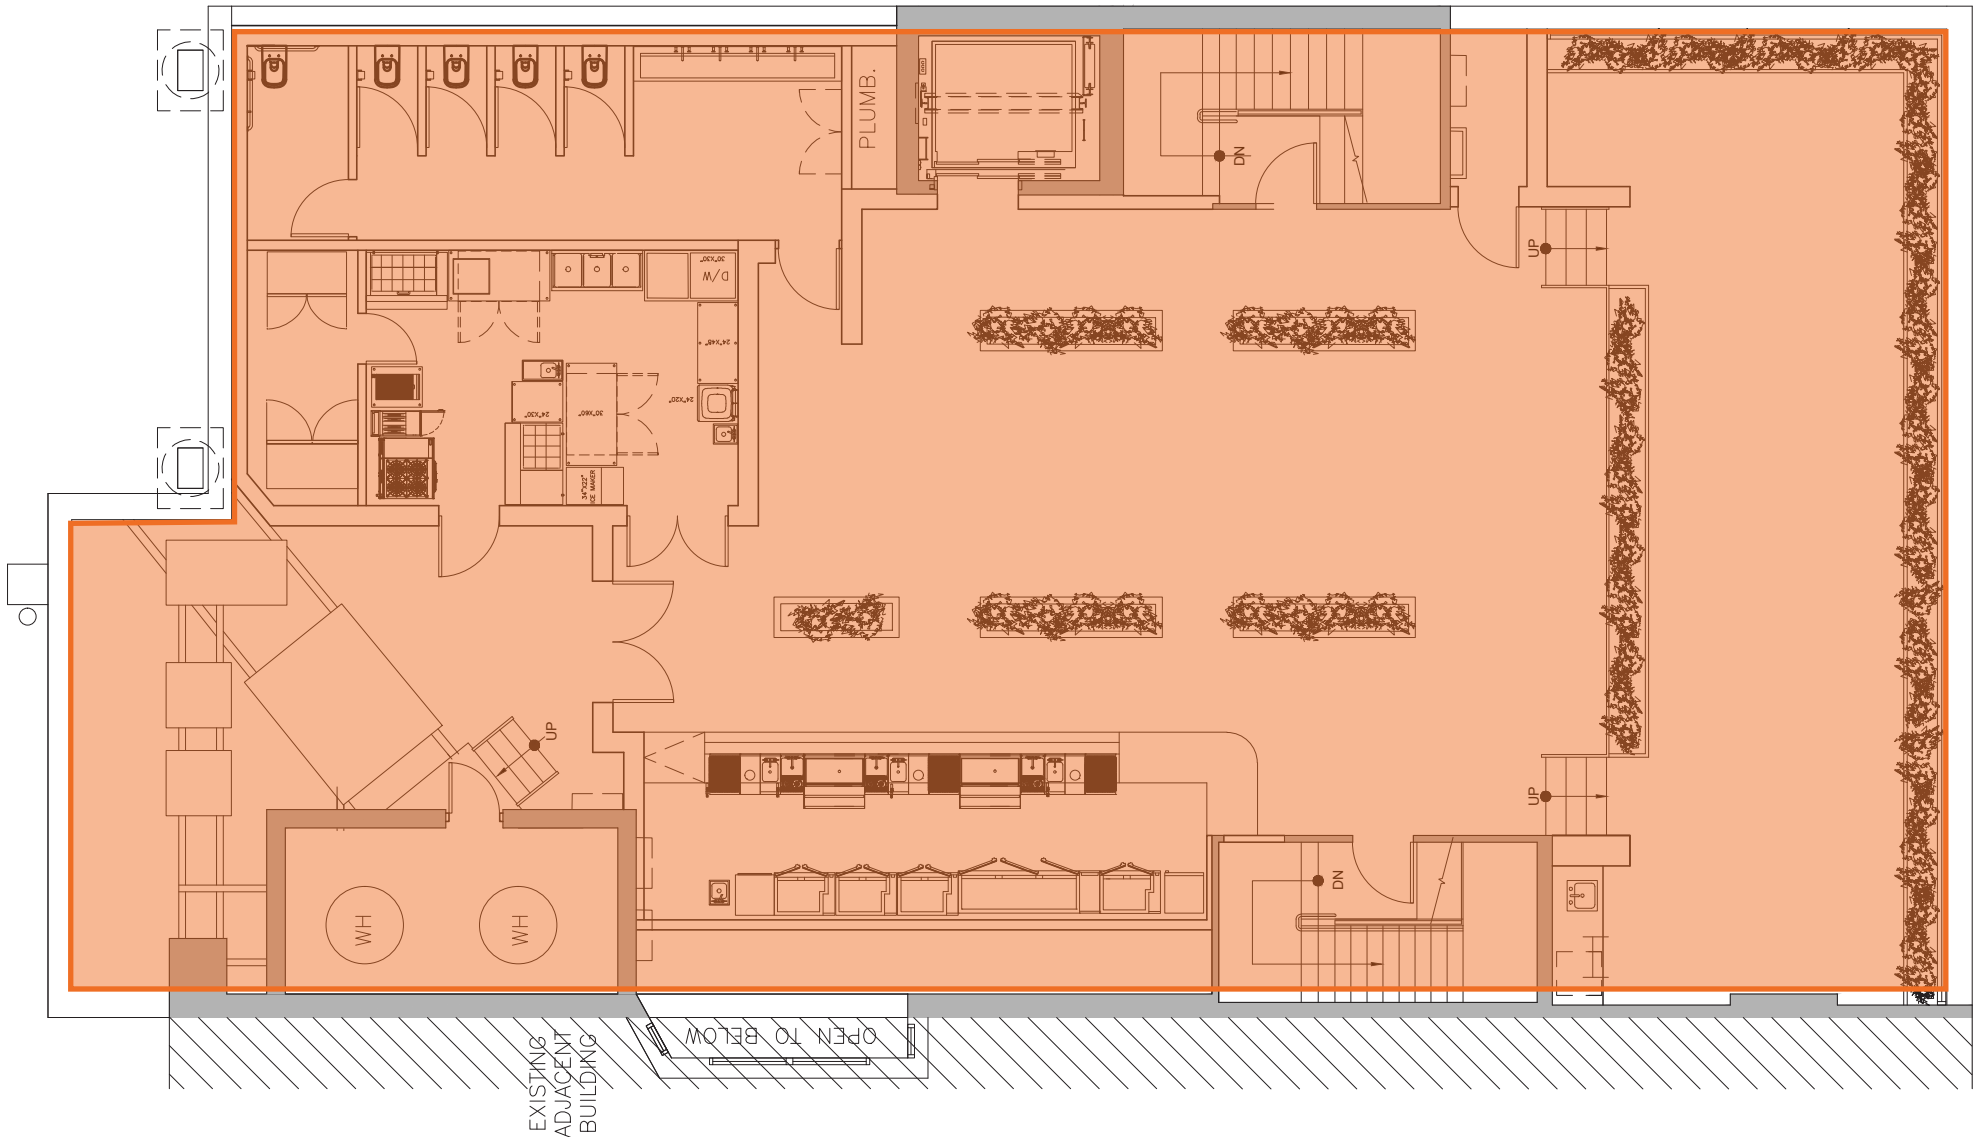 PLUMB.
DN
UP
D/W
30"X30"
24"X48"
24"X20"
24"X30"
30"X60"
34"X22"
ICE MAKER
UP
UP
WH
WH
DN
OPEN TO BELOW
EXISTING
ADJACENT
BUILDING